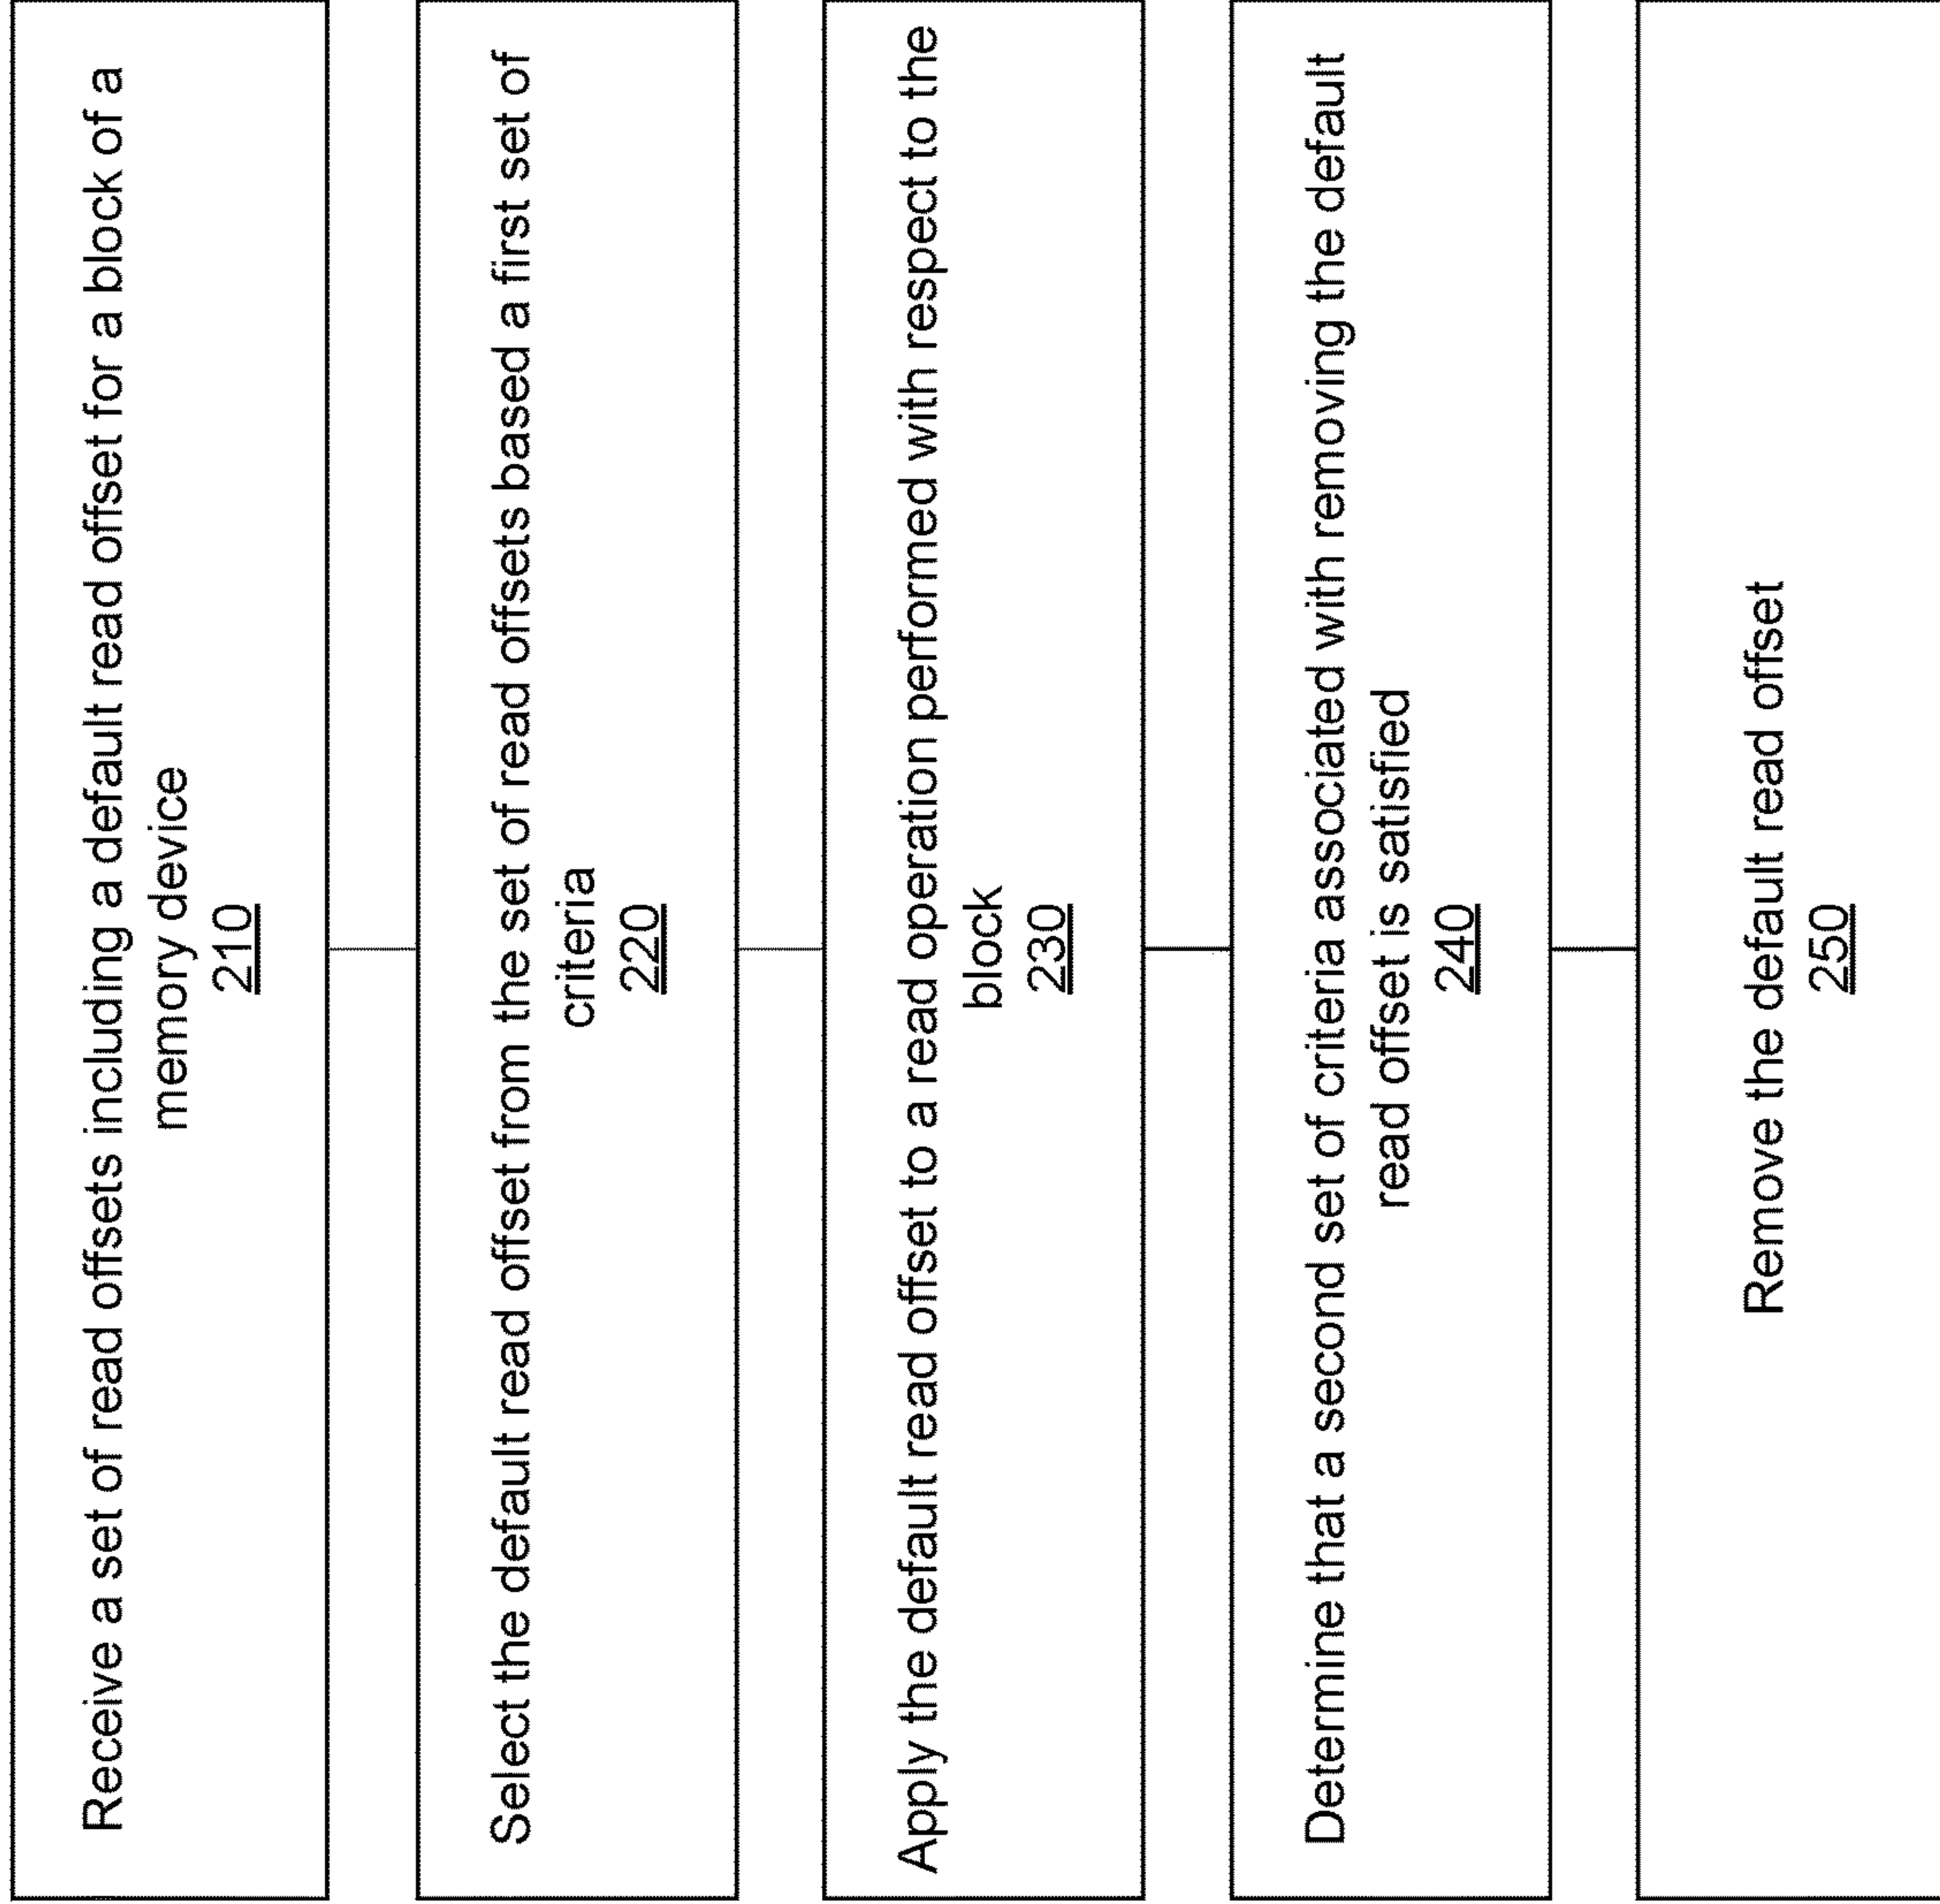 Receive a set of read offsets including a default read offset for a block of a
memory device
210
Select the default read offset from the set of read offsets based a first set of
criteria
220
Apply the default read offset to a read operation performed with respect to the
block
230
Determine that a second set of criteria associated with removing the default
read offset is satisfied
240
Remove the default read offset
250